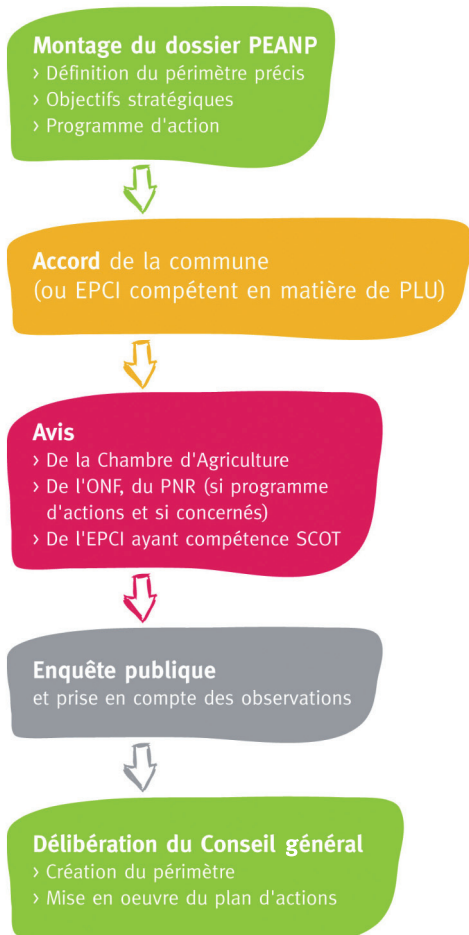 Montage du dossier PEANP
› Définition du périmètre précis
› Objectifs stratégiques
› Programme d'action
Accord de la commune
(ou EPCI compétent en matière de PLU)
Avis
› De la Chambre d'Agriculture
› De l'ONF, du PNR (si programme
d'actions et si concernés)
› De l'EPCI ayant compétence SCOT
Enquête publique
et prise en compte des observations
Délibération du Conseil général
› Création du périmètre
› Mise en oeuvre du plan d'actions